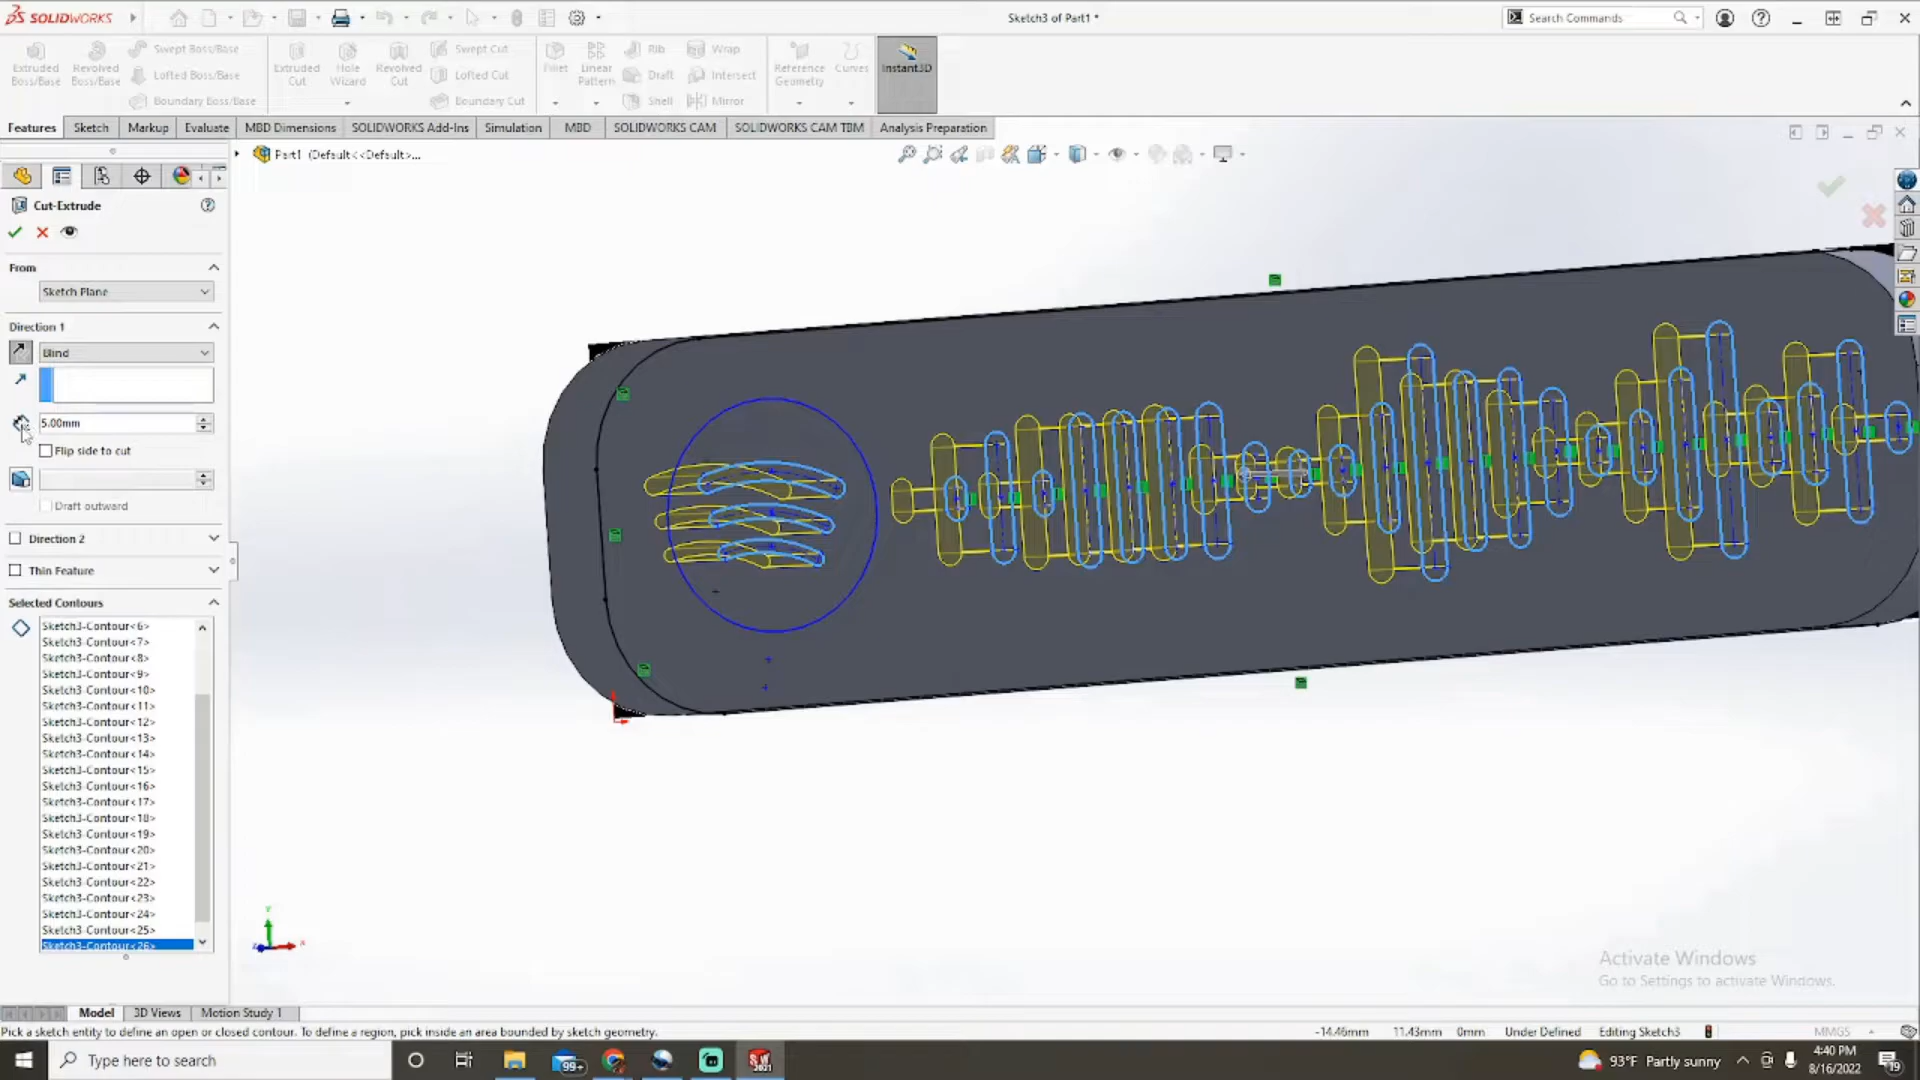 SOLIDWORKS
Sketch3 of Part1 *
Search Commands
Extruded Boss/Base
Revolved Boss/Base
Swept Boss/Base
Lofted Boss/Base
Boundary Boss/Base
Extruded Cut
Hole Wizard
Revolved Cut
Swept Cut
Lofted Cut
Boundary Cut
Fillet
Linear Pattern
Rib
Draft
Shell
Wrap
Intersect
Mirror
Reference Geometry
Curves
Instant3D
Features
Sketch
Markup
Evaluate
MBD Dimensions
SOLIDWORKS Add-Ins
Simulation
MBD
SOLIDWORKS CAM
SOLIDWORKS CAM TBM
Analysis Preparation
Part1 (Default<<Default>...
Cut-Extrude
From
Sketch Plane
Direction 1
Blind
5.00mm
Flip side to cut
Draft outward
Direction 2
Thin Feature
Selected Contours
Sketch3-Contour<6>
Sketch3-Contour<7>
Sketch3-Contour<8>
Sketch3-Contour<9>
Sketch3-Contour<10>
Sketch3-Contour<11>
Sketch3-Contour<12>
Sketch3-Contour<13>
Sketch3-Contour<14>
Sketch3-Contour<15>
Sketch3-Contour<16>
Sketch3-Contour<17>
Sketch3-Contour<18>
Sketch3-Contour<19>
Sketch3-Contour<20>
Sketch3-Contour<21>
Sketch3-Contour<22>
Sketch3-Contour<23>
Sketch3-Contour<24>
Sketch3-Contour<25>
Sketch3-Contour<26>
Activate Windows
Go to Settings to activate Windows.
Model
3D Views
Motion Study 1
Pick a sketch entity to define an open or closed contour. To define a region, pick inside an area bounded by sketch geometry.
-14.46mm
11.43mm
0mm
Under Defined
Editing Sketch3
MMGS
Type here to search
99+
SW
2021
93°F Partly sunny
4:40 PM
8/16/2022
19